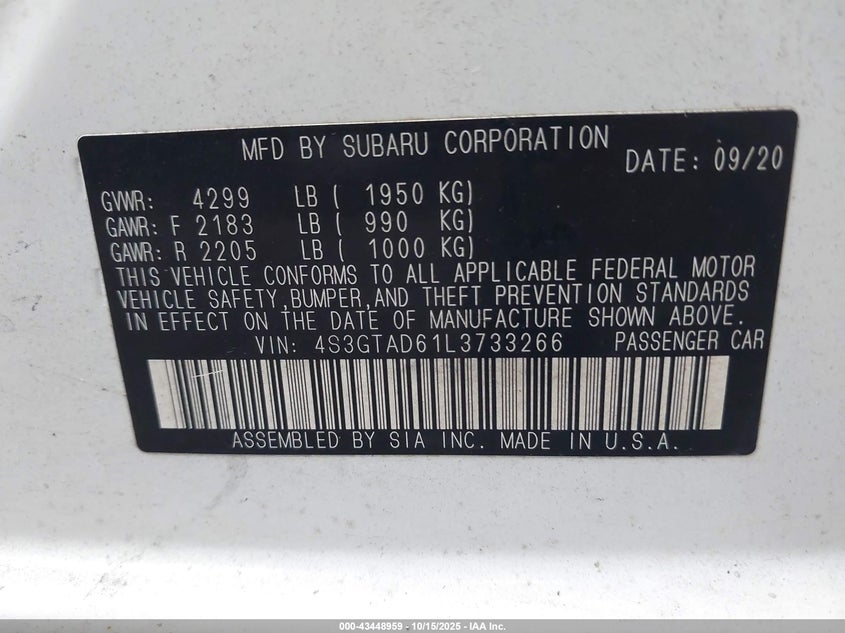 MFD BY SUBARU CORPORATION DATE: 09/20
GVWR: 4299 LB ( 1950 KG)
GAWR: F 2183 LB ( 990 KG)
GAWR: R 2205 LB ( 1000 KG)
THIS VEHICLE CONFORMS TO ALL APPLICABLE FEDERAL MOTOR
VEHICLE SAFETY,BUMPER,AND THEFT PREVENTION STANDARDS
IN EFFECT ON THE DATE OF MANUFACTURE SHOWN ABOVE.
VIN: 4S3GTAD61L3733266 PASSENGER CAR
ASSEMBLED BY SIA INC. MADE IN U.S.A.
000-43448959 - 10/15/2025 - IAA Inc.